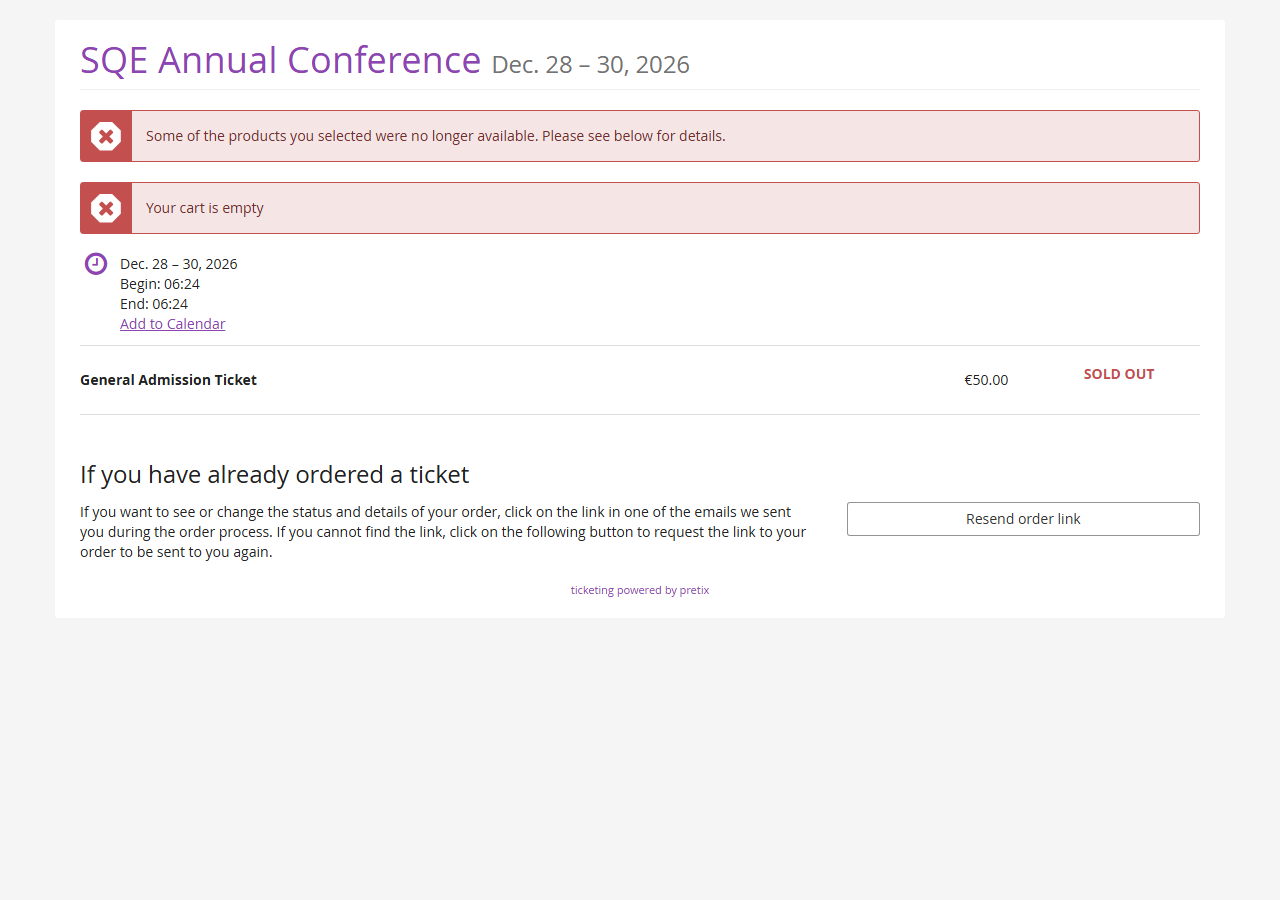 SQE Annual Conference Dec. 28 – 30, 2026
Some of the products you selected were no longer available. Please see below for details.
Your cart is empty
Dec. 28 – 30, 2026
Begin: 06:24
End: 06:24
Add to Calendar
General Admission Ticket €50.00 SOLD OUT
If you have already ordered a ticket
If you want to see or change the status and details of your order, click on the link in one of the emails we sent
you during the order process. If you cannot find the link, click on the following button to request the link to your
order to be sent to you again.
Resend order link
ticketing powered by pretix